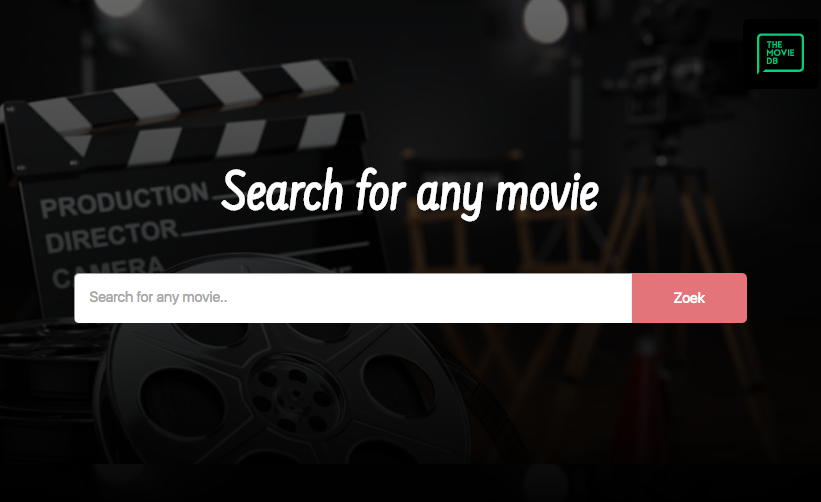 THE
MOVIE
DB
PRODUCTION
DIRECTOR
CAMERA
Search for any movie
Search for any movie..
Zoek